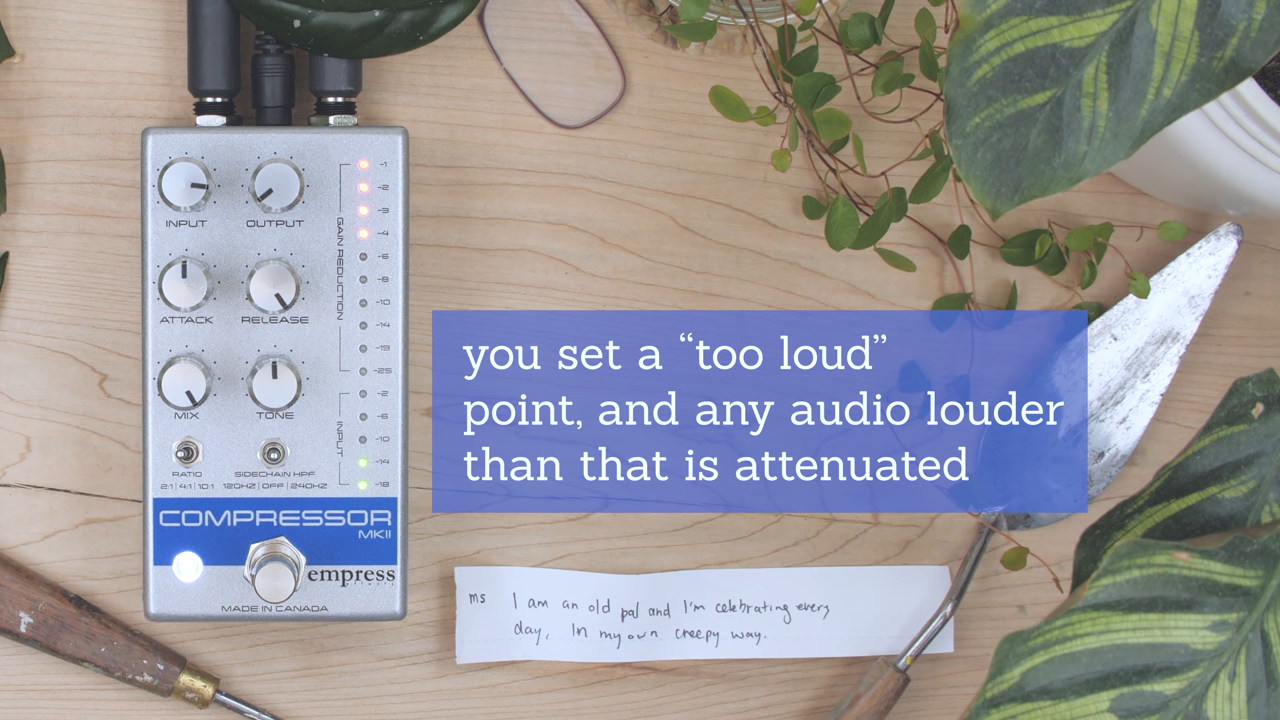 INPUT
OUTPUT
ATTACK
RELEASE
MIX
TONE
RATIO
2:1 | 4:1 | 10:1
SIDECHAIN HPF
120HZ | OFF | 240HZ
GAIN REDUCTION
-1
-2
-3
-4
-6
-8
-10
-14
-19
-25
INPUT
-2
-6
-10
-14
-18
COMPRESSOR
MKII
empress
effects
MADE IN CANADA
you set a “too loud”
point, and any audio louder
than that is attenuated
ms I am an old pal and I'm celebrating every
day, in my own creepy way.